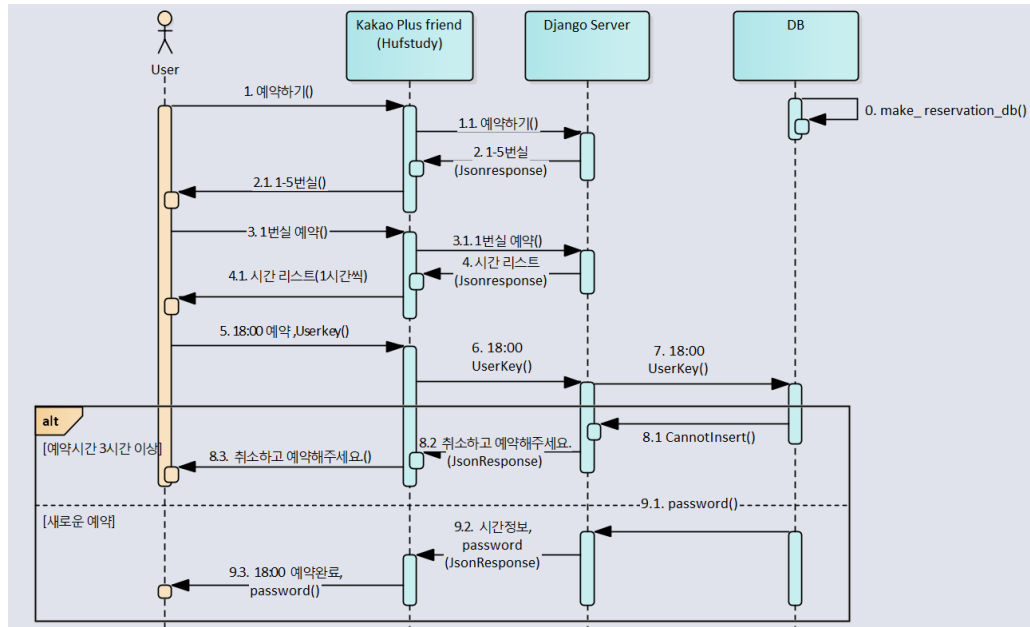 User
Kakao Plus friend
(Hufstudy)
Django Server
DB
0. make_ reservation_db()
1. 예약하기()
1.1. 예약하기()
2. 1-5번실
(Jsonresponse)
2.1. 1-5번실()
3. 1번실 예약()
3.1. 1번실 예약()
4. 시간 리스트
(Jsonresponse)
4.1. 시간 리스트(1시간씩)
5. 18:00 예약 ,Userkey()
6. 18:00
UserKey()
7. 18:00
UserKey()
alt
[예약시간 3시간 이상]
8.1 CannotInsert()
8.2 취소하고 예약해주세요.
(JsonResponse)
8.3. 취소하고 예약해주세요.()
[새로운 예약]
9.1. password()
9.2. 시간정보,
password
(JsonResponse)
9.3. 18:00 예약완료,
password()